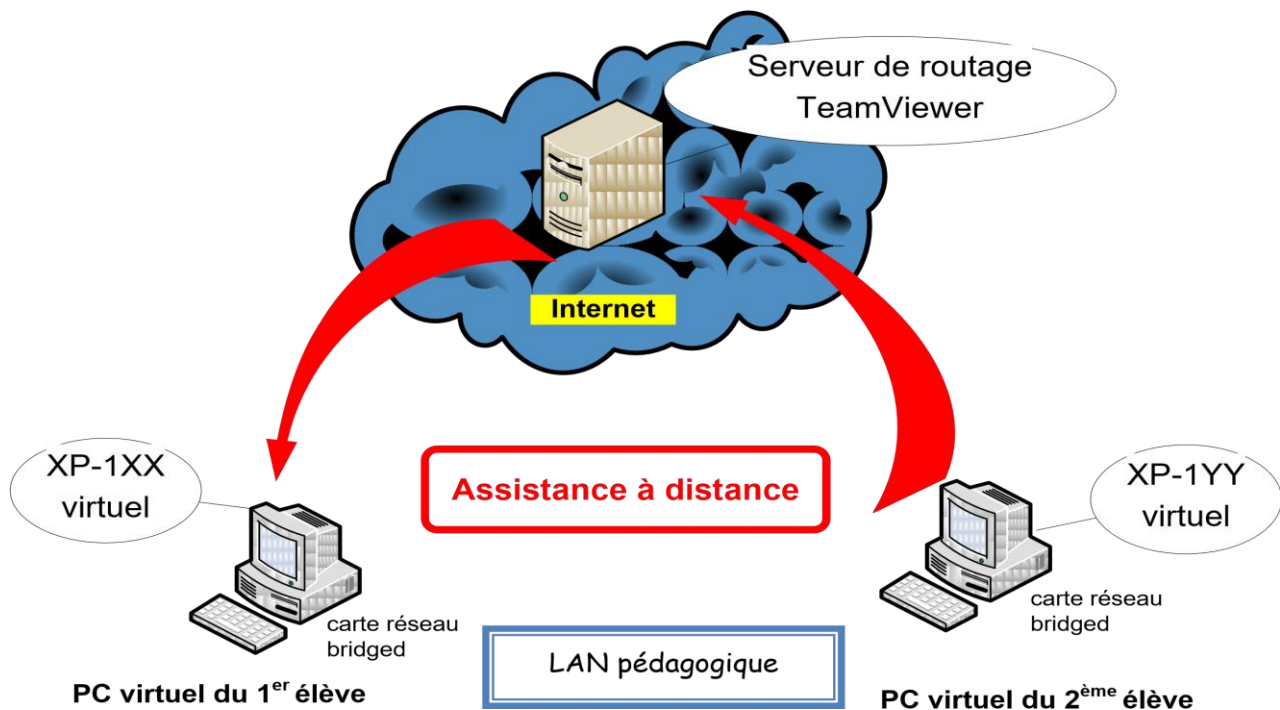 Serveur de routage
TeamViewer
Internet
XP-1XX
virtuel
Assistance à distance
XP-1YY
virtuel
carte réseau
bridged
carte réseau
bridged
LAN pédagogique
PC virtuel du 1er élève
PC virtuel du 2ème élève